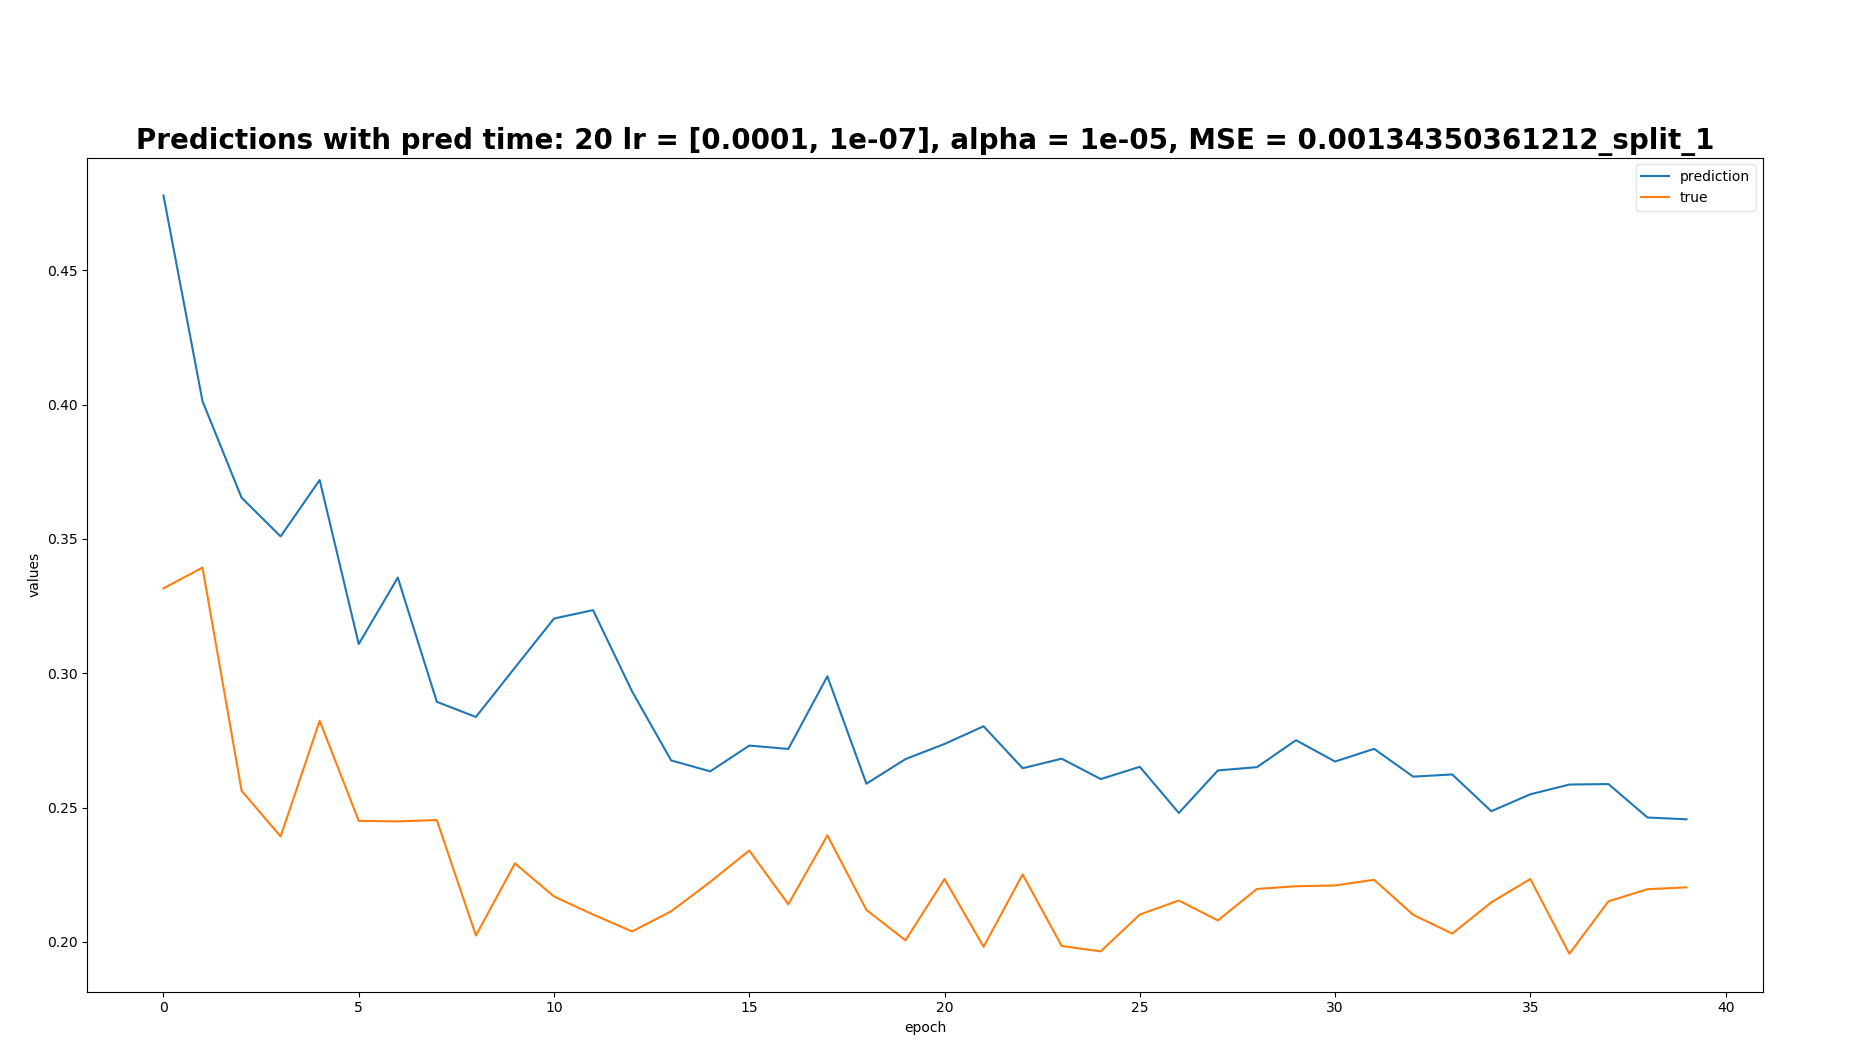 Predictions with pred time: 20 lr = [0.0001, 1e-07], alpha = 1e-05, MSE = 0.00134350361212_split_1
prediction
true
0.45
0.40
0.35
0.30
0.25
0.20
values
0 5 10 15 20 25 30 35 40
epoch